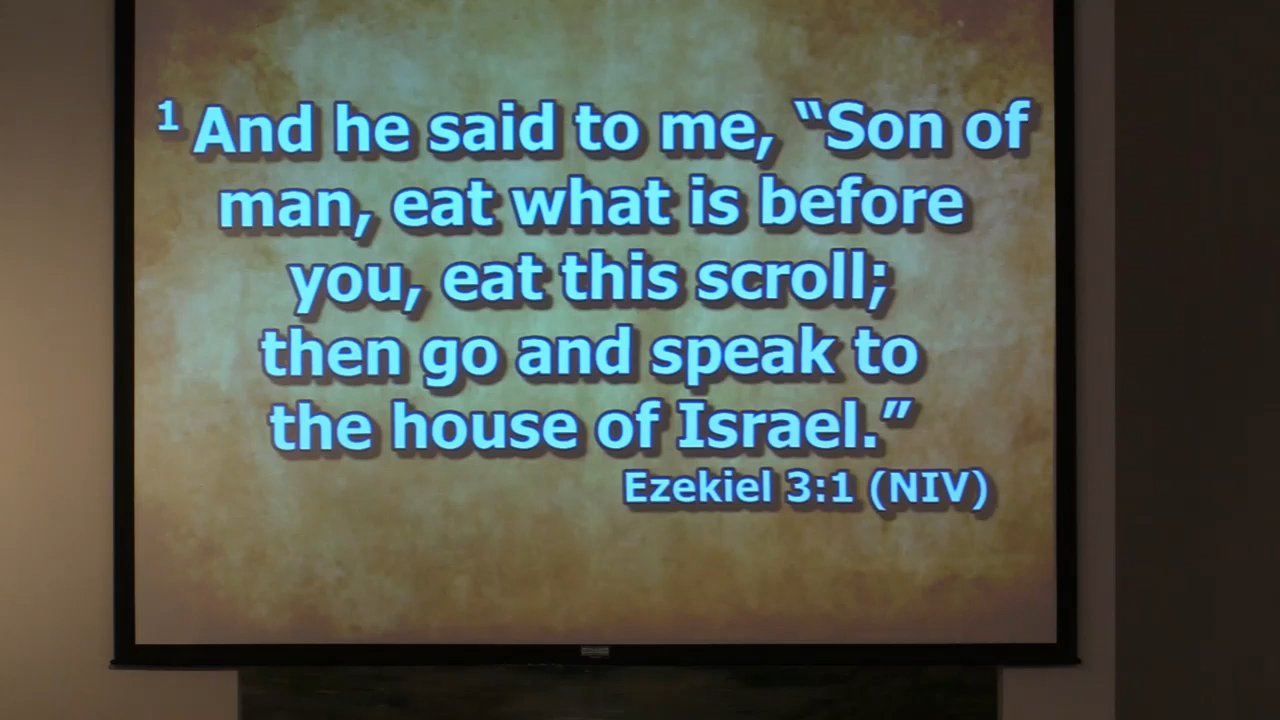 1 And he said to me, “Son of
man, eat what is before
you, eat this scroll;
then go and speak to
the house of Israel.”
Ezekiel 3:1 (NIV)